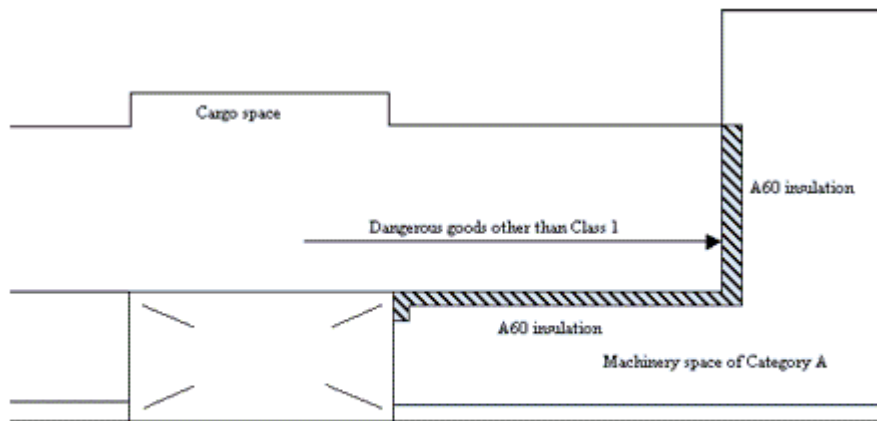 Cargo space
A60 insulation
Dangerous goods other than Class 1
A60 insulation
Machinery space of Category A